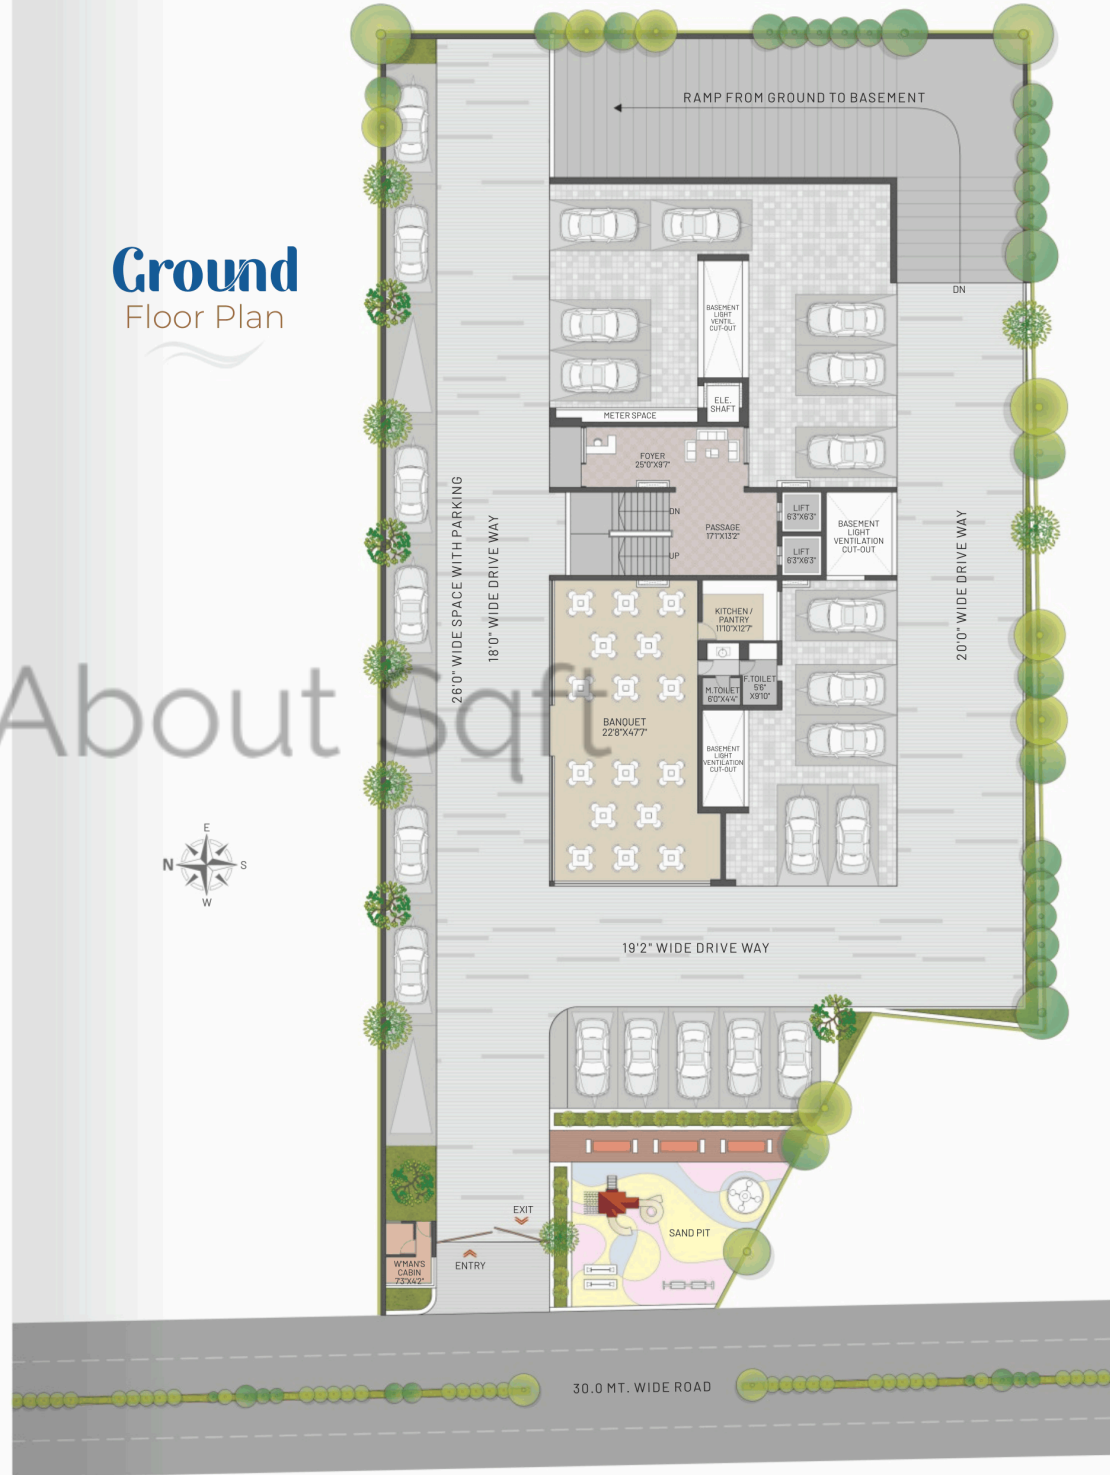 RAMP FROM GROUND TO BASEMENT
Ground
Floor Plan
DN
BASEMENT
LIGHT
VENTIL.
CUT-OUT
ELE.
SHAFT
METER SPACE
FOYER
25'0"X9'7"
26'0" WIDE SPACE WITH PARKING
18'0" WIDE DRIVE WAY
DN
UP
PASSAGE
17'1"X13'2"
LIFT
6'3"X6'3"
LIFT
6'3"X6'3"
BASEMENT
LIGHT
VENTILATION
CUT-OUT
20'0" WIDE DRIVE WAY
KITCHEN /
PANTRY
11'10"X12'7"
M.TOILET
6'0"X4'4"
F.TOILET
5'6"
X9'10"
About Sqft
BANQUET
22'8"X47'7"
BASEMENT
LIGHT
VENTILATION
CUT-OUT
E
N
S
W
19'2" WIDE DRIVE WAY
EXIT
ENTRY
SAND PIT
W'MAN'S
CABIN
7'3"X4'2"
30.0 MT. WIDE ROAD